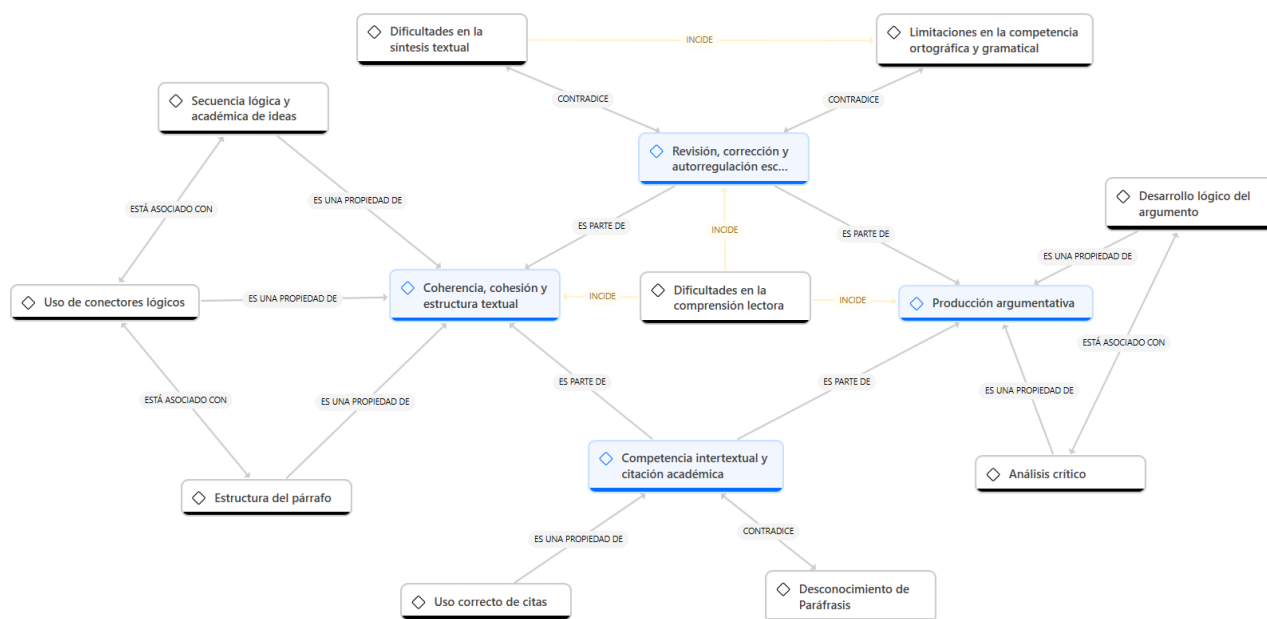 Dificultades en la
síntesis textual
INCIDE
Limitaciones en la competencia
ortográfica y gramatical
CONTRADICE
CONTRADICE
Secuencia lógica y
académica de ideas
Revisión, corrección y
autorregulación esc...
ESTÁ ASOCIADO CON
ES UNA PROPIEDAD DE
ES PARTE DE
INCIDE
ES PARTE DE
Desarrollo lógico del
argumento
ES UNA PROPIEDAD DE
Uso de conectores lógicos
ES UNA PROPIEDAD DE
Coherencia, cohesión y
estructura textual
INCIDE
Dificultades en la
comprensión lectora
INCIDE
Producción argumentativa
ESTÁ ASOCIADO CON
ESTÁ ASOCIADO CON
ES UNA PROPIEDAD DE
ES PARTE DE
ES PARTE DE
ES UNA PROPIEDAD DE
Competencia intertextual y
citación académica
Análisis crítico
Estructura del párrafo
ES UNA PROPIEDAD DE
CONTRADICE
Uso correcto de citas
Desconocimiento de
Paráfrasis